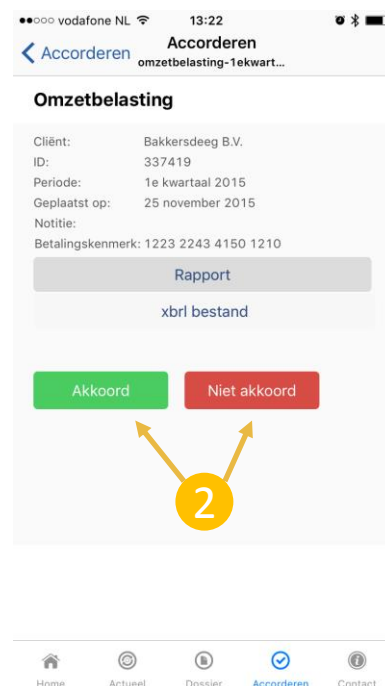 vodafone NL 13:22
Accorderen Accorderen
omzetbelasting-1ekwart...
Omzetbelasting
Cliënt: Bakkersdeeg B.V.
ID: 337419
Periode: 1e kwartaal 2015
Geplaatst op: 25 november 2015
Notitie:
Betalingskenmerk: 1223 2243 4150 1210
Rapport
xbrl bestand
Akkoord Niet akkoord
2
Home Actueel Dossier Accorderen Contact